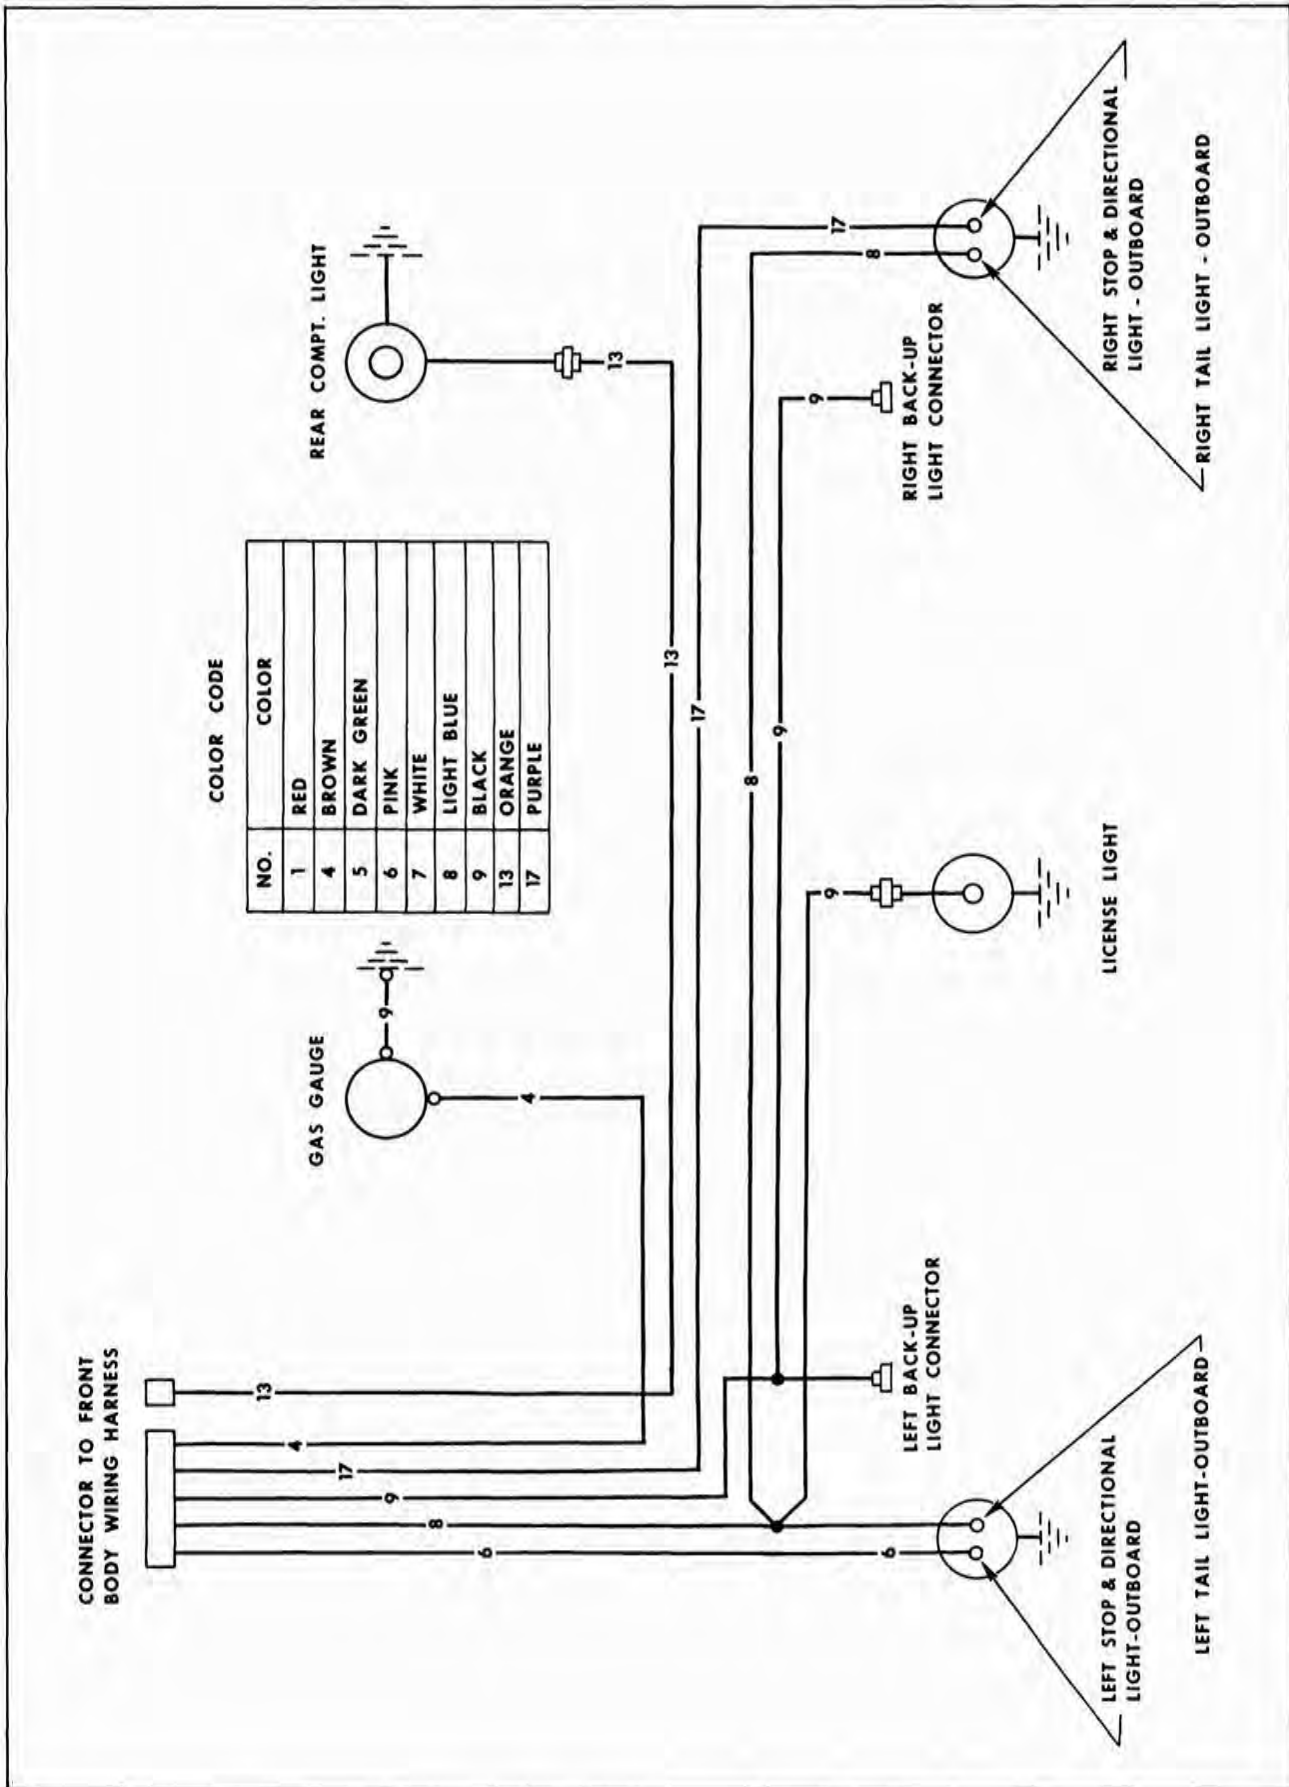 CONNECTOR TO FRONT
BODY WIRING HARNESS
COLOR CODE
NO. COLOR
1 RED
4 BROWN
5 DARK GREEN
6 PINK
7 WHITE
8 LIGHT BLUE
9 BLACK
13 ORANGE
17 PURPLE
GAS GAUGE
REAR COMPT. LIGHT
13
4
17
9
8
6
9
4
13
13
17
8
9
6
9
9
8
17
LEFT BACK-UP
LIGHT CONNECTOR
RIGHT BACK-UP
LIGHT CONNECTOR
LEFT STOP & DIRECTIONAL
LIGHT-OUTBOARD
LICENSE LIGHT
RIGHT STOP & DIRECTIONAL
LIGHT - OUTBOARD
LEFT TAIL LIGHT-OUTBOARD
RIGHT TAIL LIGHT - OUTBOARD